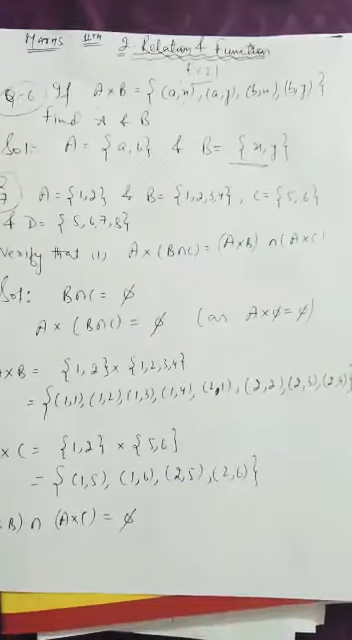 Maths 11th 2. Relation & Function
Ex 2.1
Q-6 If A×B = {(a,x),(a,y),(b,x),(b,y)}
find A & B
Sol:- A = {a,b} & B= {x,y}
7 A={1,2} & B={1,2,3,4}, C={5,6}
& D= {5,6,7,8}
verify that (i) A×(B∩C)=(A×B)∩(A×C)
Sol: B∩C = ∅
A×(B∩C) = ∅ (as A×∅=∅)
×B = {1,2}×{1,2,3,4}
= {(1,1),(1,2),(1,3),(1,4),(2,1),(2,2),(2,3),(2,4)}
×C = {1,2} × {5,6}
= {(1,5),(1,6),(2,5),(2,6)}
B)∩(A×C) = ∅